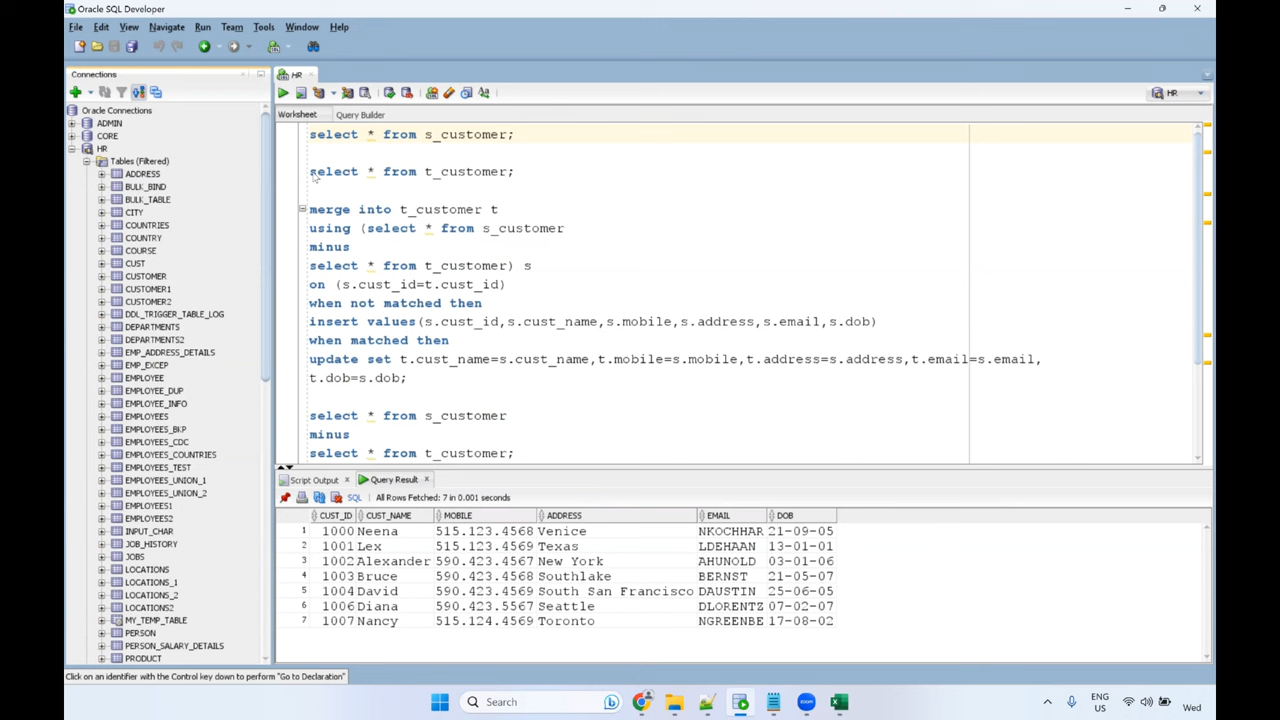 Oracle SQL Developer
File Edit View Navigate Run Team Tools Window Help
Connections
Oracle Connections
ADMIN
CORE
HR
Tables (Filtered)
ADDRESS
BULK_BIND
BULK_TABLE
CITY
COUNTRIES
COUNTRY
COURSE
CUST
CUSTOMER
CUSTOMER1
CUSTOMER2
DDL_TRIGGER_TABLE_LOG
DEPARTMENTS
DEPARTMENTS2
EMP_ADDRESS_DETAILS
EMP_EXCEP
EMPLOYEE
EMPLOYEE_DUP
EMPLOYEE_INFO
EMPLOYEES
EMPLOYEES_BKP
EMPLOYEES_CDC
EMPLOYEES_COUNTRIES
EMPLOYEES_TEST
EMPLOYEES_UNION_1
EMPLOYEES_UNION_2
EMPLOYEES1
EMPLOYEES2
INPUT_CHAR
JOB_HISTORY
JOBS
LOCATIONS
LOCATIONS_1
LOCATIONS_2
LOCATIONS2
MY_TEMP_TABLE
PERSON
PERSON_SALARY_DETAILS
PRODUCT
HR
HR
Worksheet Query Builder
select * from s_customer;
select * from t_customer;
merge into t_customer t
using (select * from s_customer
minus
select * from t_customer) s
on (s.cust_id=t.cust_id)
when not matched then
insert values(s.cust_id,s.cust_name,s.mobile,s.address,s.email,s.dob)
when matched then
update set t.cust_name=s.cust_name,t.mobile=s.mobile,t.address=s.address,t.email=s.email,
t.dob=s.dob;
select * from s_customer
minus
select * from t_customer;
Script Output Query Result
SQL All Rows Fetched: 7 in 0.001 seconds
CUST_ID CUST_NAME MOBILE ADDRESS EMAIL DOB
1 1000 Neena 515.123.4568 Venice NKOCHHAR 21-09-05
2 1001 Lex 515.123.4569 Texas LDEHAAN 13-01-01
3 1002 Alexander 590.423.4567 New York AHUNOLD 03-01-06
4 1003 Bruce 590.423.4568 Southlake BERNST 21-05-07
5 1004 David 590.423.4569 South San Francisco DAUSTIN 25-06-05
6 1006 Diana 590.423.5567 Seattle DLORENTZ 07-02-07
7 1007 Nancy 515.124.4569 Toronto NGREENBE 17-08-02
Click on an identifier with the Control key down to perform "Go to Declaration"
Search
ENG
US
Wed